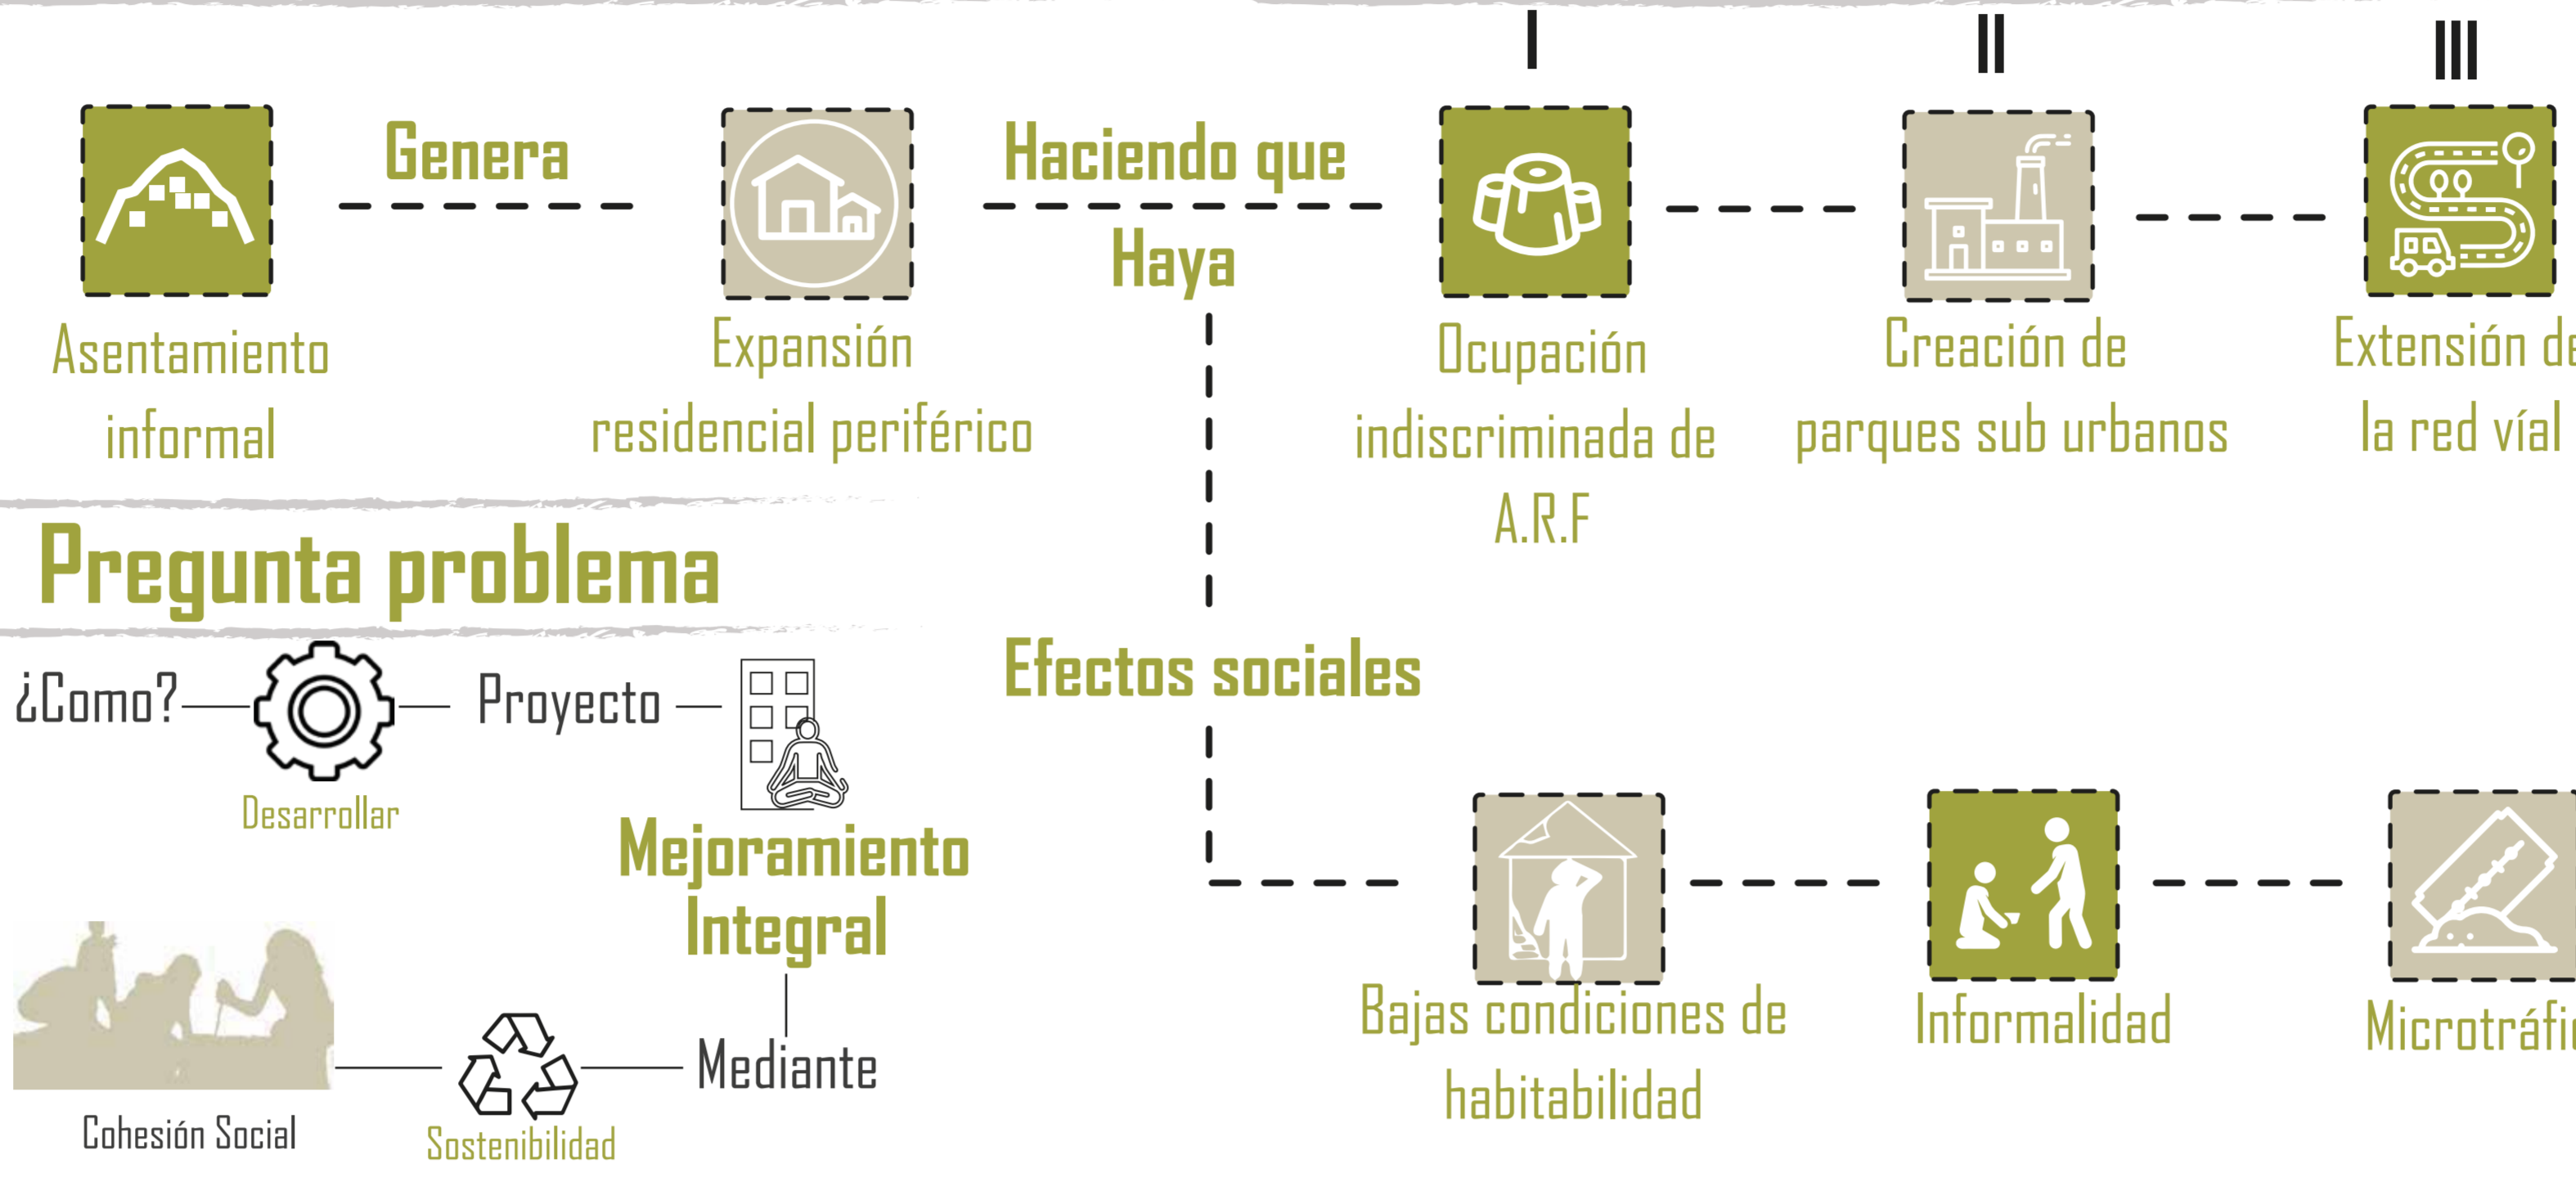 I
II
III
Genera
Haciendo que
Haya
Asentamiento
informal
Expansión
residencial periférico
Ocupación
indiscriminada de
A.R.F
Creación de
parques sub urbanos
Extensión de
la red víal
Pregunta problema
¿Como?
Desarrollar
Proyecto
Mejoramiento
Integral
Mediante
Sostenibilidad
Cohesión Social
Efectos sociales
Bajas condiciones de
habitabilidad
Informalidad